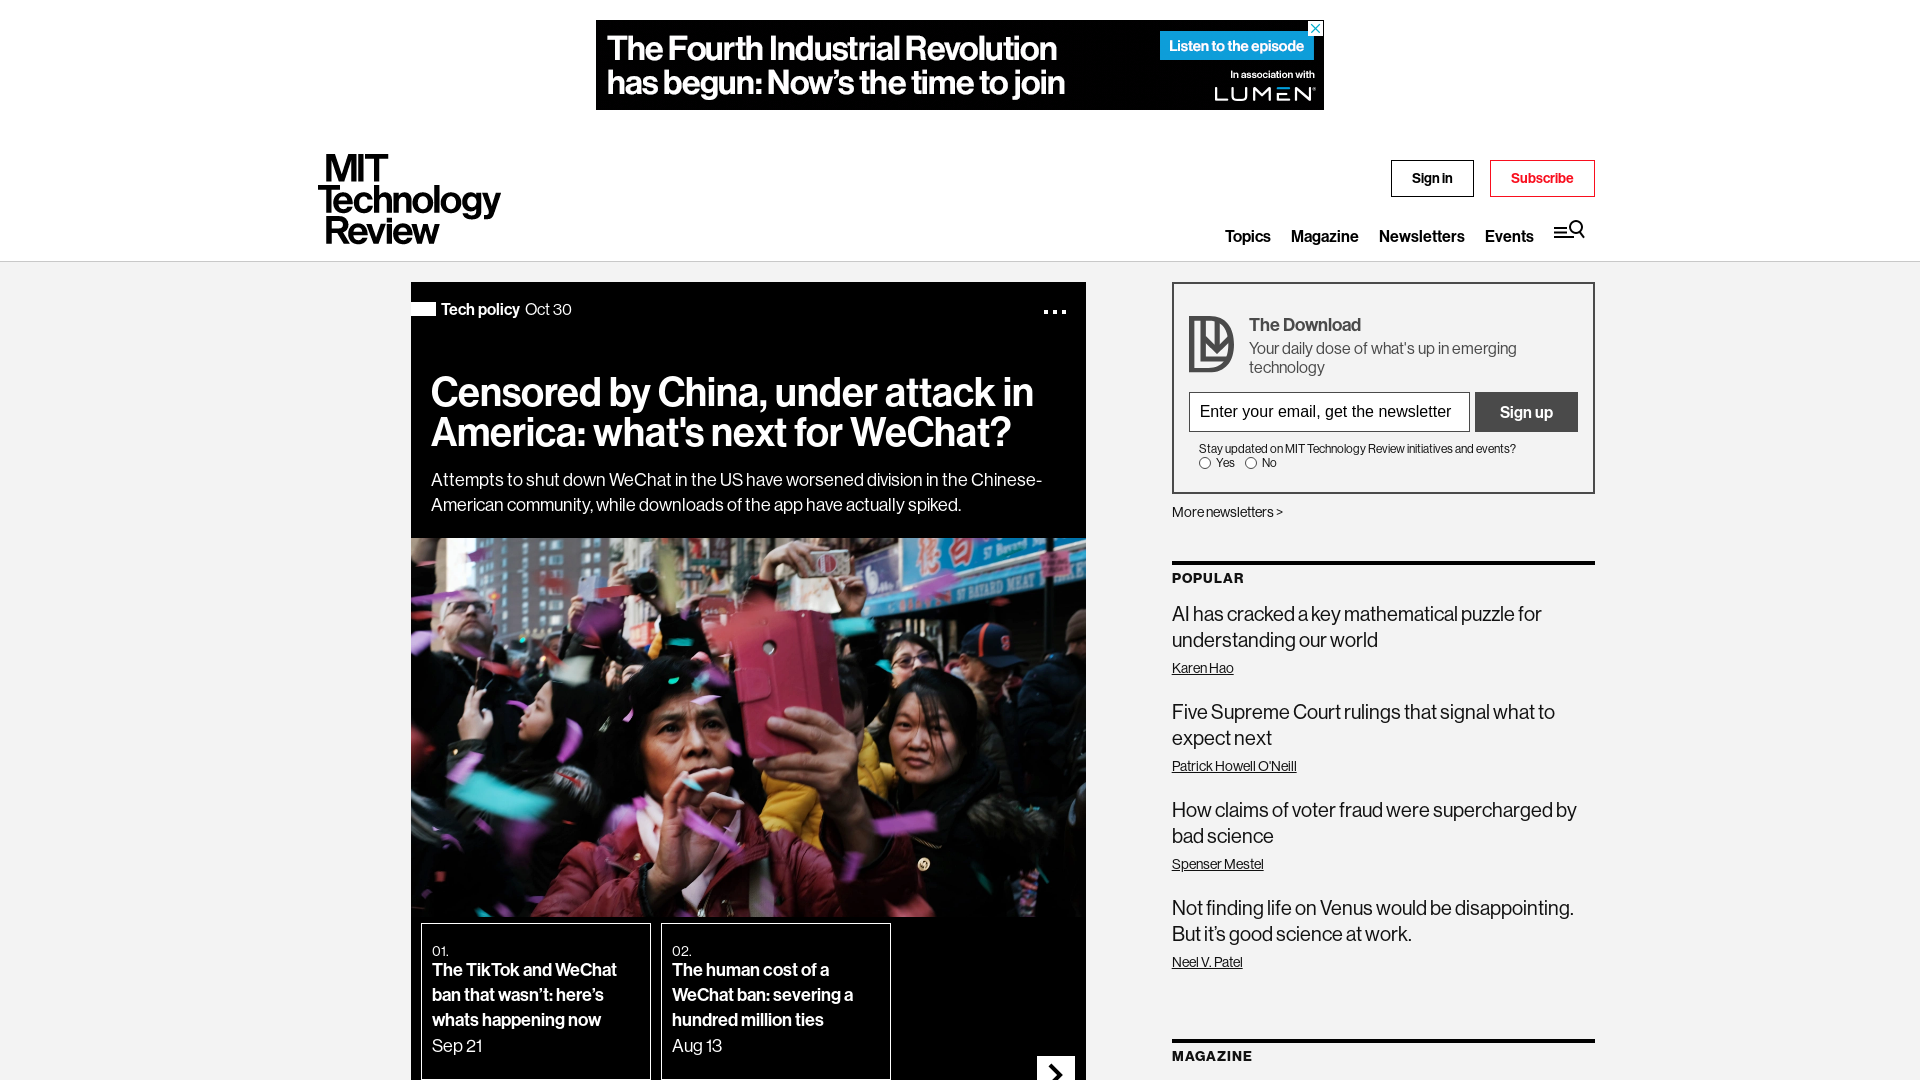 The Fourth Industrial Revolution
has begun: Now's the time to join
Listen to the episode
In association with
LUMEN®
MIT
Technology
Review
Sign in
Subscribe
Topics
Magazine
Newsletters
Events
Tech policy Oct 30
Censored by China, under attack in
America: what's next for WeChat?
Attempts to shut down WeChat in the US have worsened division in the Chinese-
American community, while downloads of the app have actually spiked.
57 BAYARD MEAT
01.
The TikTok and WeChat
ban that wasn’t: here’s
whats happening now
Sep 21
02.
The human cost of a
WeChat ban: severing a
hundred million ties
Aug 13
The Download
Your daily dose of what's up in emerging
technology
Enter your email, get the newsletter
Sign up
Stay updated on MIT Technology Review initiatives and events?
Yes No
More newsletters >
POPULAR
AI has cracked a key mathematical puzzle for
understanding our world
Karen Hao
Five Supreme Court rulings that signal what to
expect next
Patrick Howell O'Neill
How claims of voter fraud were supercharged by
bad science
Spenser Mestel
Not finding life on Venus would be disappointing.
But it’s good science at work.
Neel V. Patel
MAGAZINE